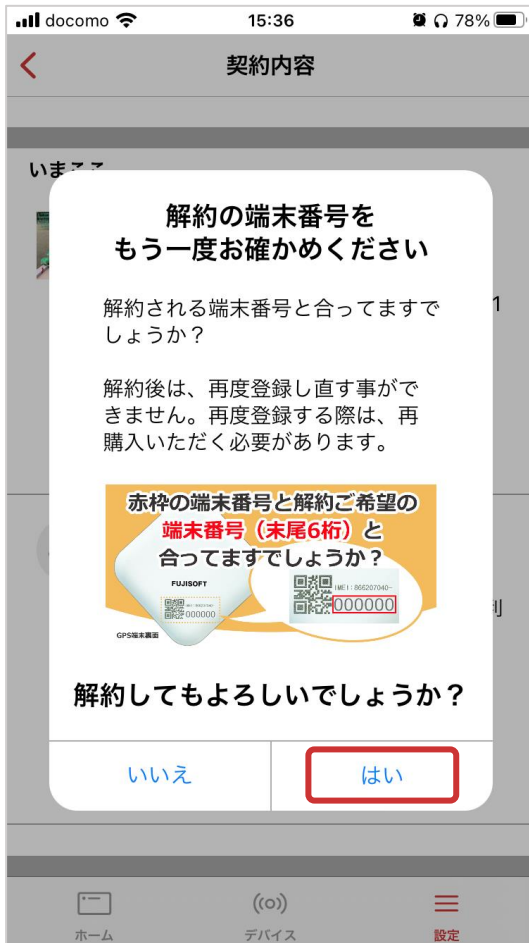 docomo 15:36 78%
契約内容
いまここ
解約の端末番号を
もう一度お確かめください
解約される端末番号と合ってますで
しょうか？
1
解約後は、再度登録し直す事がで
きません。再度登録する際は、再
購入いただく必要があります。
赤枠の端末番号と解約ご希望の
端末番号（末尾6桁）と
合ってますでしょうか？
FUJISOFT
IMEI：866207040-
000000
000000
GPS端末裏面
解約してもよろしいでしょうか？
いいえ はい
ホーム デバイス 設定